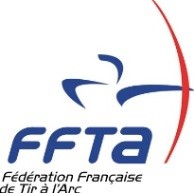 FFTa
Fédération Française
de Tir à l'Arc